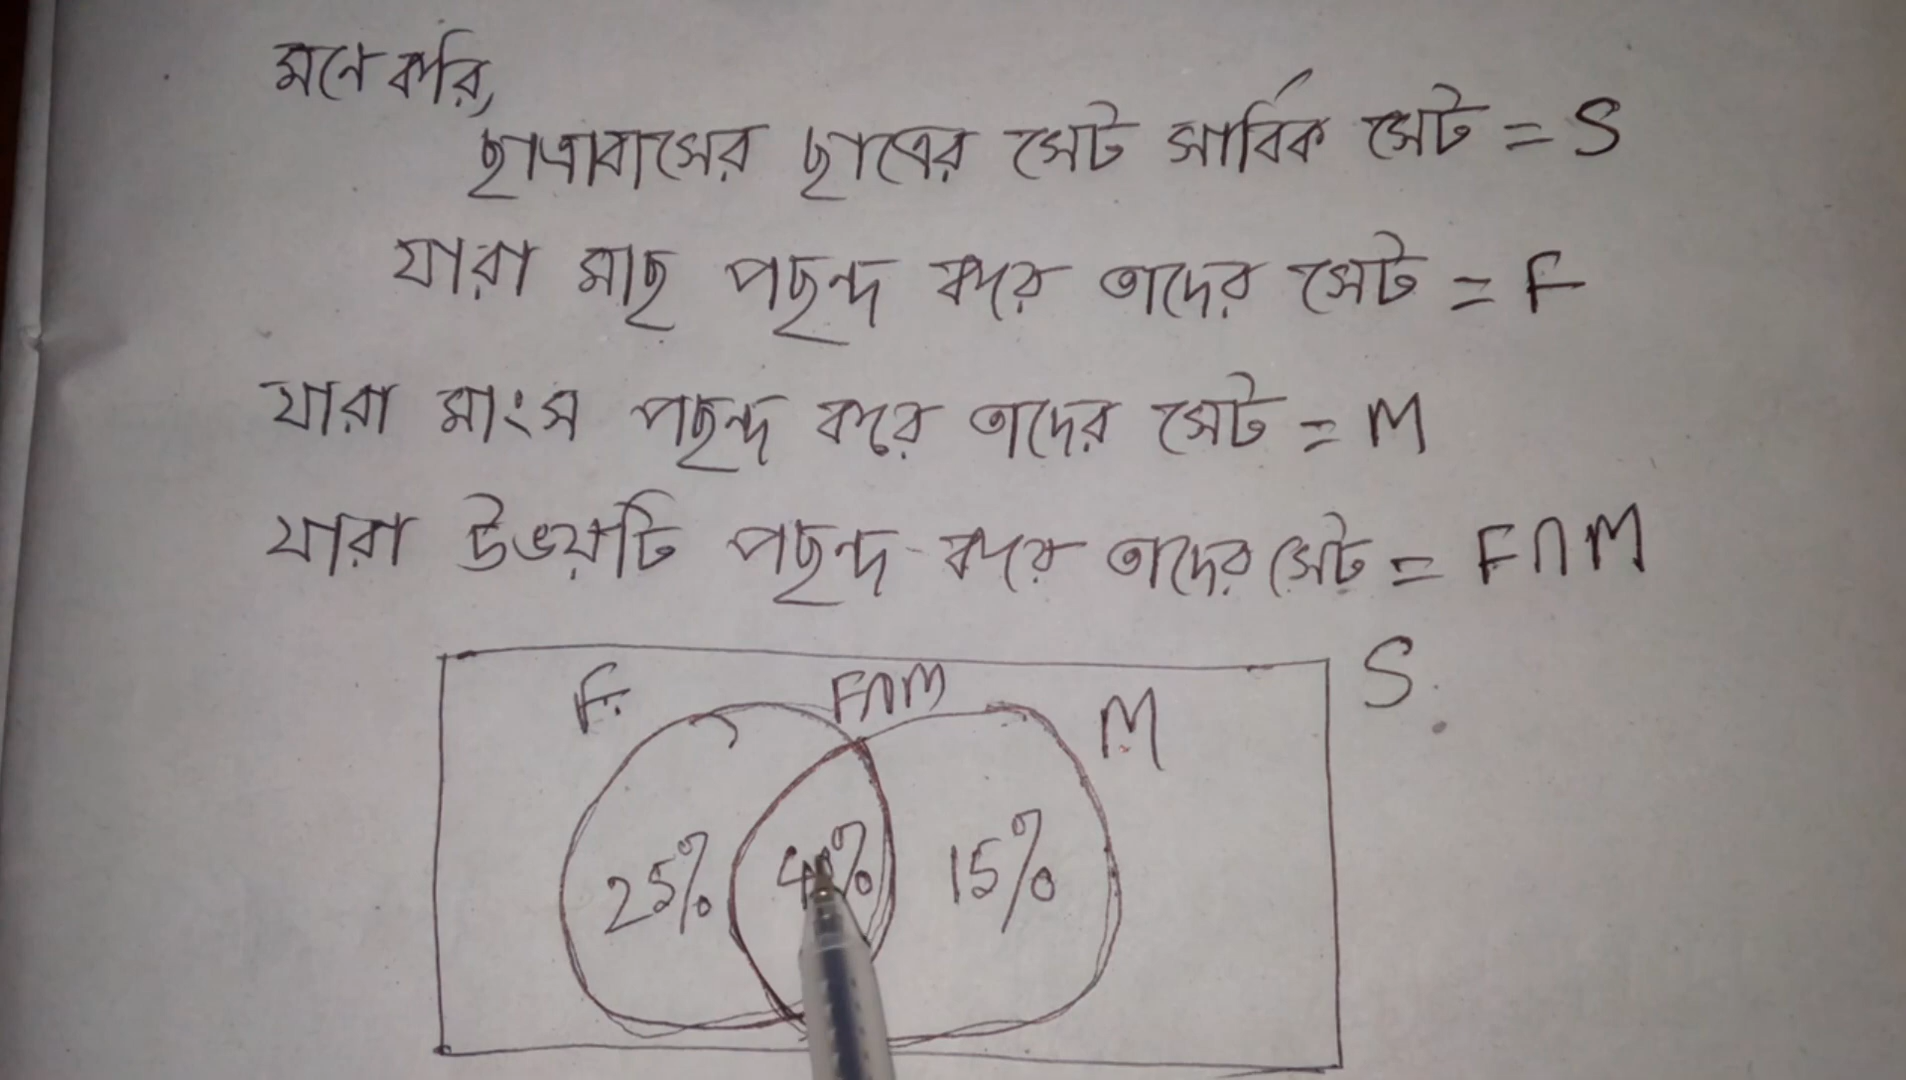 মনে করি,
ছাত্রাবাসের ছাত্রের সেট সার্বিক সেট = S
যারা মাছ পছন্দ করে তাদের সেট = F
যারা মাংস পছন্দ করে তাদের সেট = M
যারা উভয়টি পছন্দ করে তাদের সেট = F∩M
S
F
F∩M
M
25%
15%